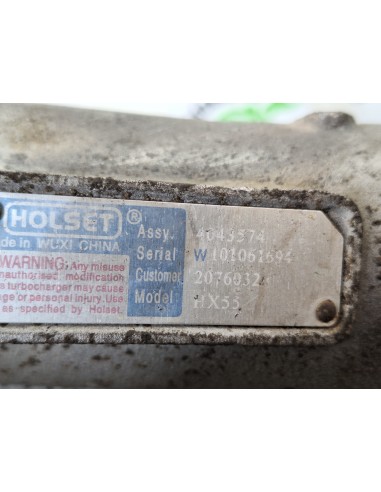 HOLSET®
de in WUXI CHINA
WARNING: Any misuse
nauthorised modification
e turbocharger may cause
ge or personal injury. Use
as-specified by Holset.
Assy. 4043574
Serial W101061694
Customer 2076032
Model HX55